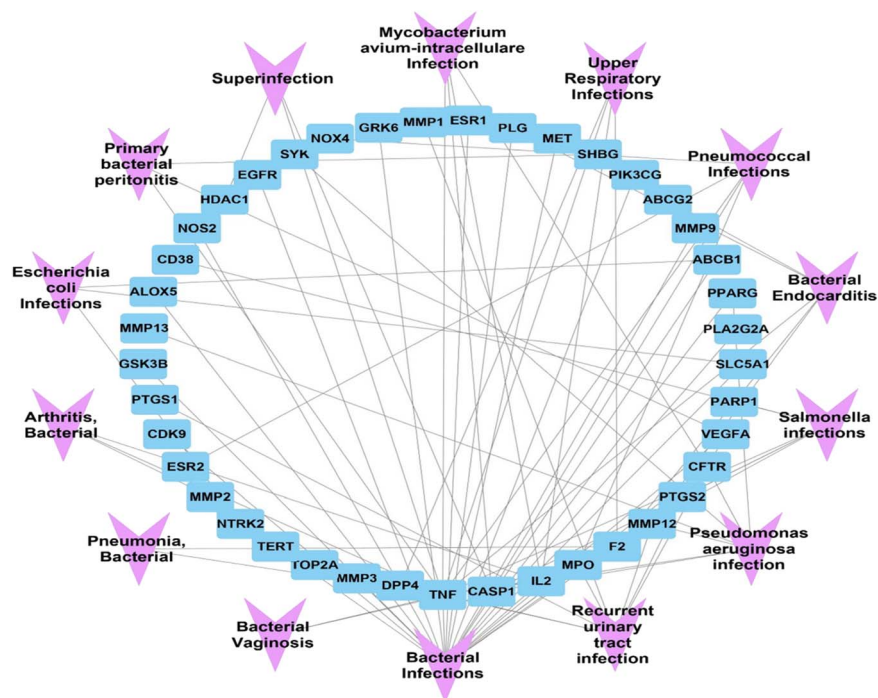 Mycobacterium
avium-intracellulare
Infection
Superinfection
Upper
Respiratory
Infections
Primary
bacterial
peritonitis
Pneumococcal
Infections
Escherichia
coli
Infections
Bacterial
Endocarditis
Arthritis,
Bacterial
Salmonella
infections
Pneumonia,
Bacterial
Pseudomonas
aeruginosa
infection
Bacterial
Vaginosis
Bacterial
Infections
Recurrent
urinary
tract
infection
GRK6
MMP1
ESR1
PLG
MET
SHBG
PIK3CG
ABCG2
MMP9
ABCB1
PPARG
PLA2G2A
SLC5A1
PARP1
VEGFA
CFTR
PTGS2
MMP12
F2
MPO
IL2
CASP1
TNF
DPP4
MMP3
TOP2A
TERT
NTRK2
MMP2
ESR2
CDK9
PTGS1
GSK3B
MMP13
ALOX5
CD38
NOS2
HDAC1
EGFR
SYK
NOX4